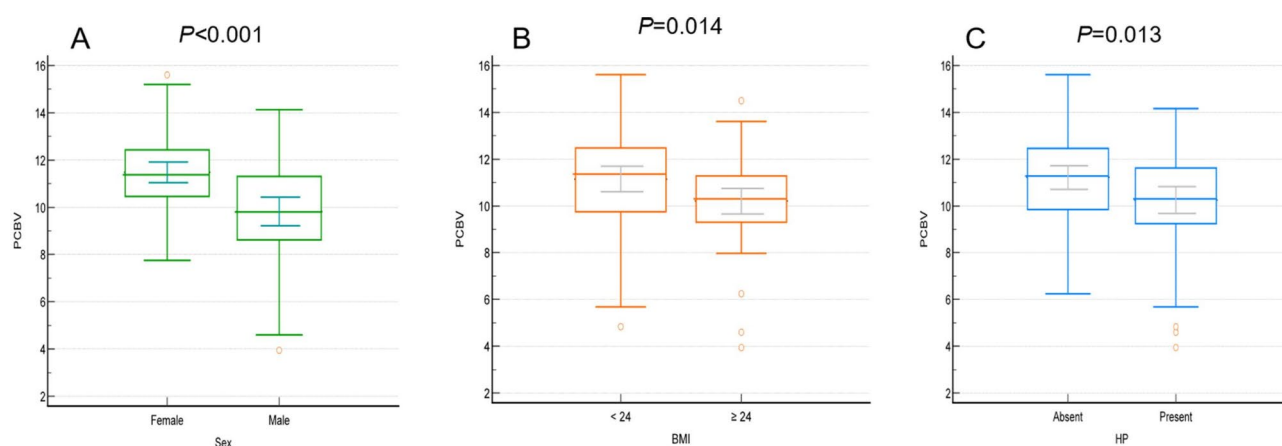 A
P<0.001
16
14
12
10
8
6
4
2
PCBV
Female
Male
Sex
B
P=0.014
16
14
12
10
8
6
4
2
PCBV
< 24
≥ 24
BMI
C
P=0.013
16
14
12
10
8
6
4
2
PCBV
Absent
Present
HP